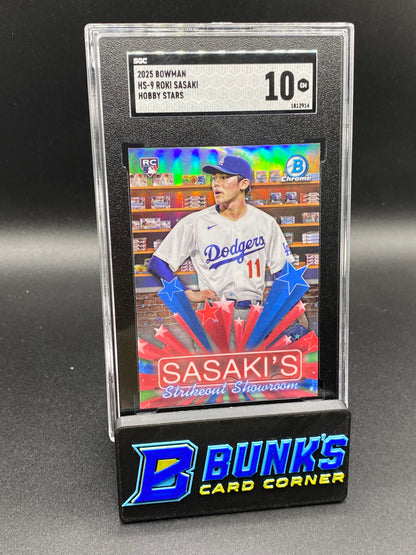 SGC
2025 BOWMAN
HS-9 ROKI SASAKI
HOBBY STARS
10 GM
1812914
RC
B
Chrome
Dodgers
11
SASAKI'S
Strikeout Showroom
B BUNK'S
CARD CORNER